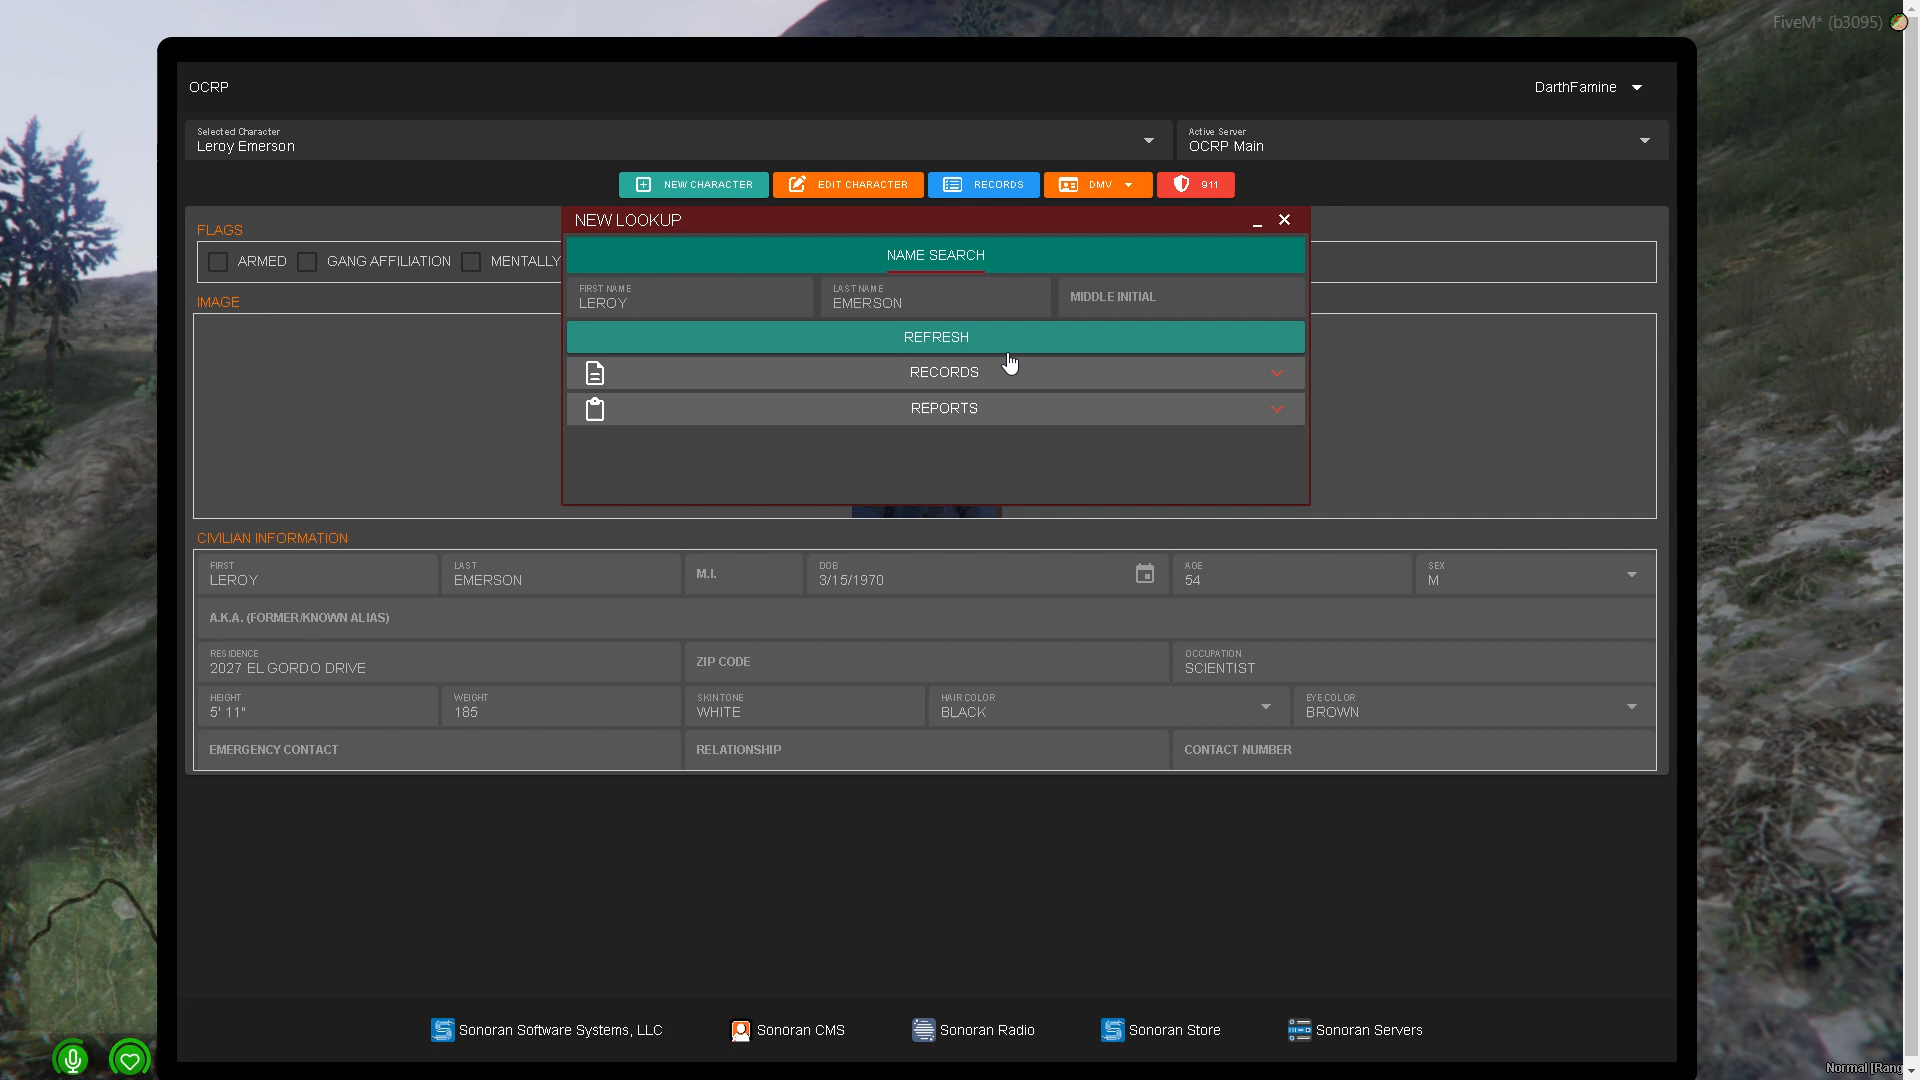 FiveM* (b3095)
OCRP
DarthFamine
Selected Character
Leroy Emerson
Active Server
OCRP Main
NEW CHARACTER
EDIT CHARACTER
RECORDS
DMV
911
NEW LOOKUP
FLAGS
ARMED
GANG AFFILIATION
MENTALLY
NAME SEARCH
FIRST NAME
LEROY
LAST NAME
EMERSON
MIDDLE INITIAL
IMAGE
REFRESH
RECORDS
REPORTS
CIVILIAN INFORMATION
FIRST
LEROY
LAST
EMERSON
M.I.
DOB
3/15/1970
AGE
54
SEX
M
A.K.A. (FORMER/KNOWN ALIAS)
RESIDENCE
2027 EL GORDO DRIVE
ZIP CODE
OCCUPATION
SCIENTIST
HEIGHT
5' 11"
WEIGHT
185
SKIN TONE
WHITE
HAIR COLOR
BLACK
EYE COLOR
BROWN
EMERGENCY CONTACT
RELATIONSHIP
CONTACT NUMBER
Sonoran Software Systems, LLC
Sonoran CMS
Sonoran Radio
Sonoran Store
Sonoran Servers
Normal [Rang